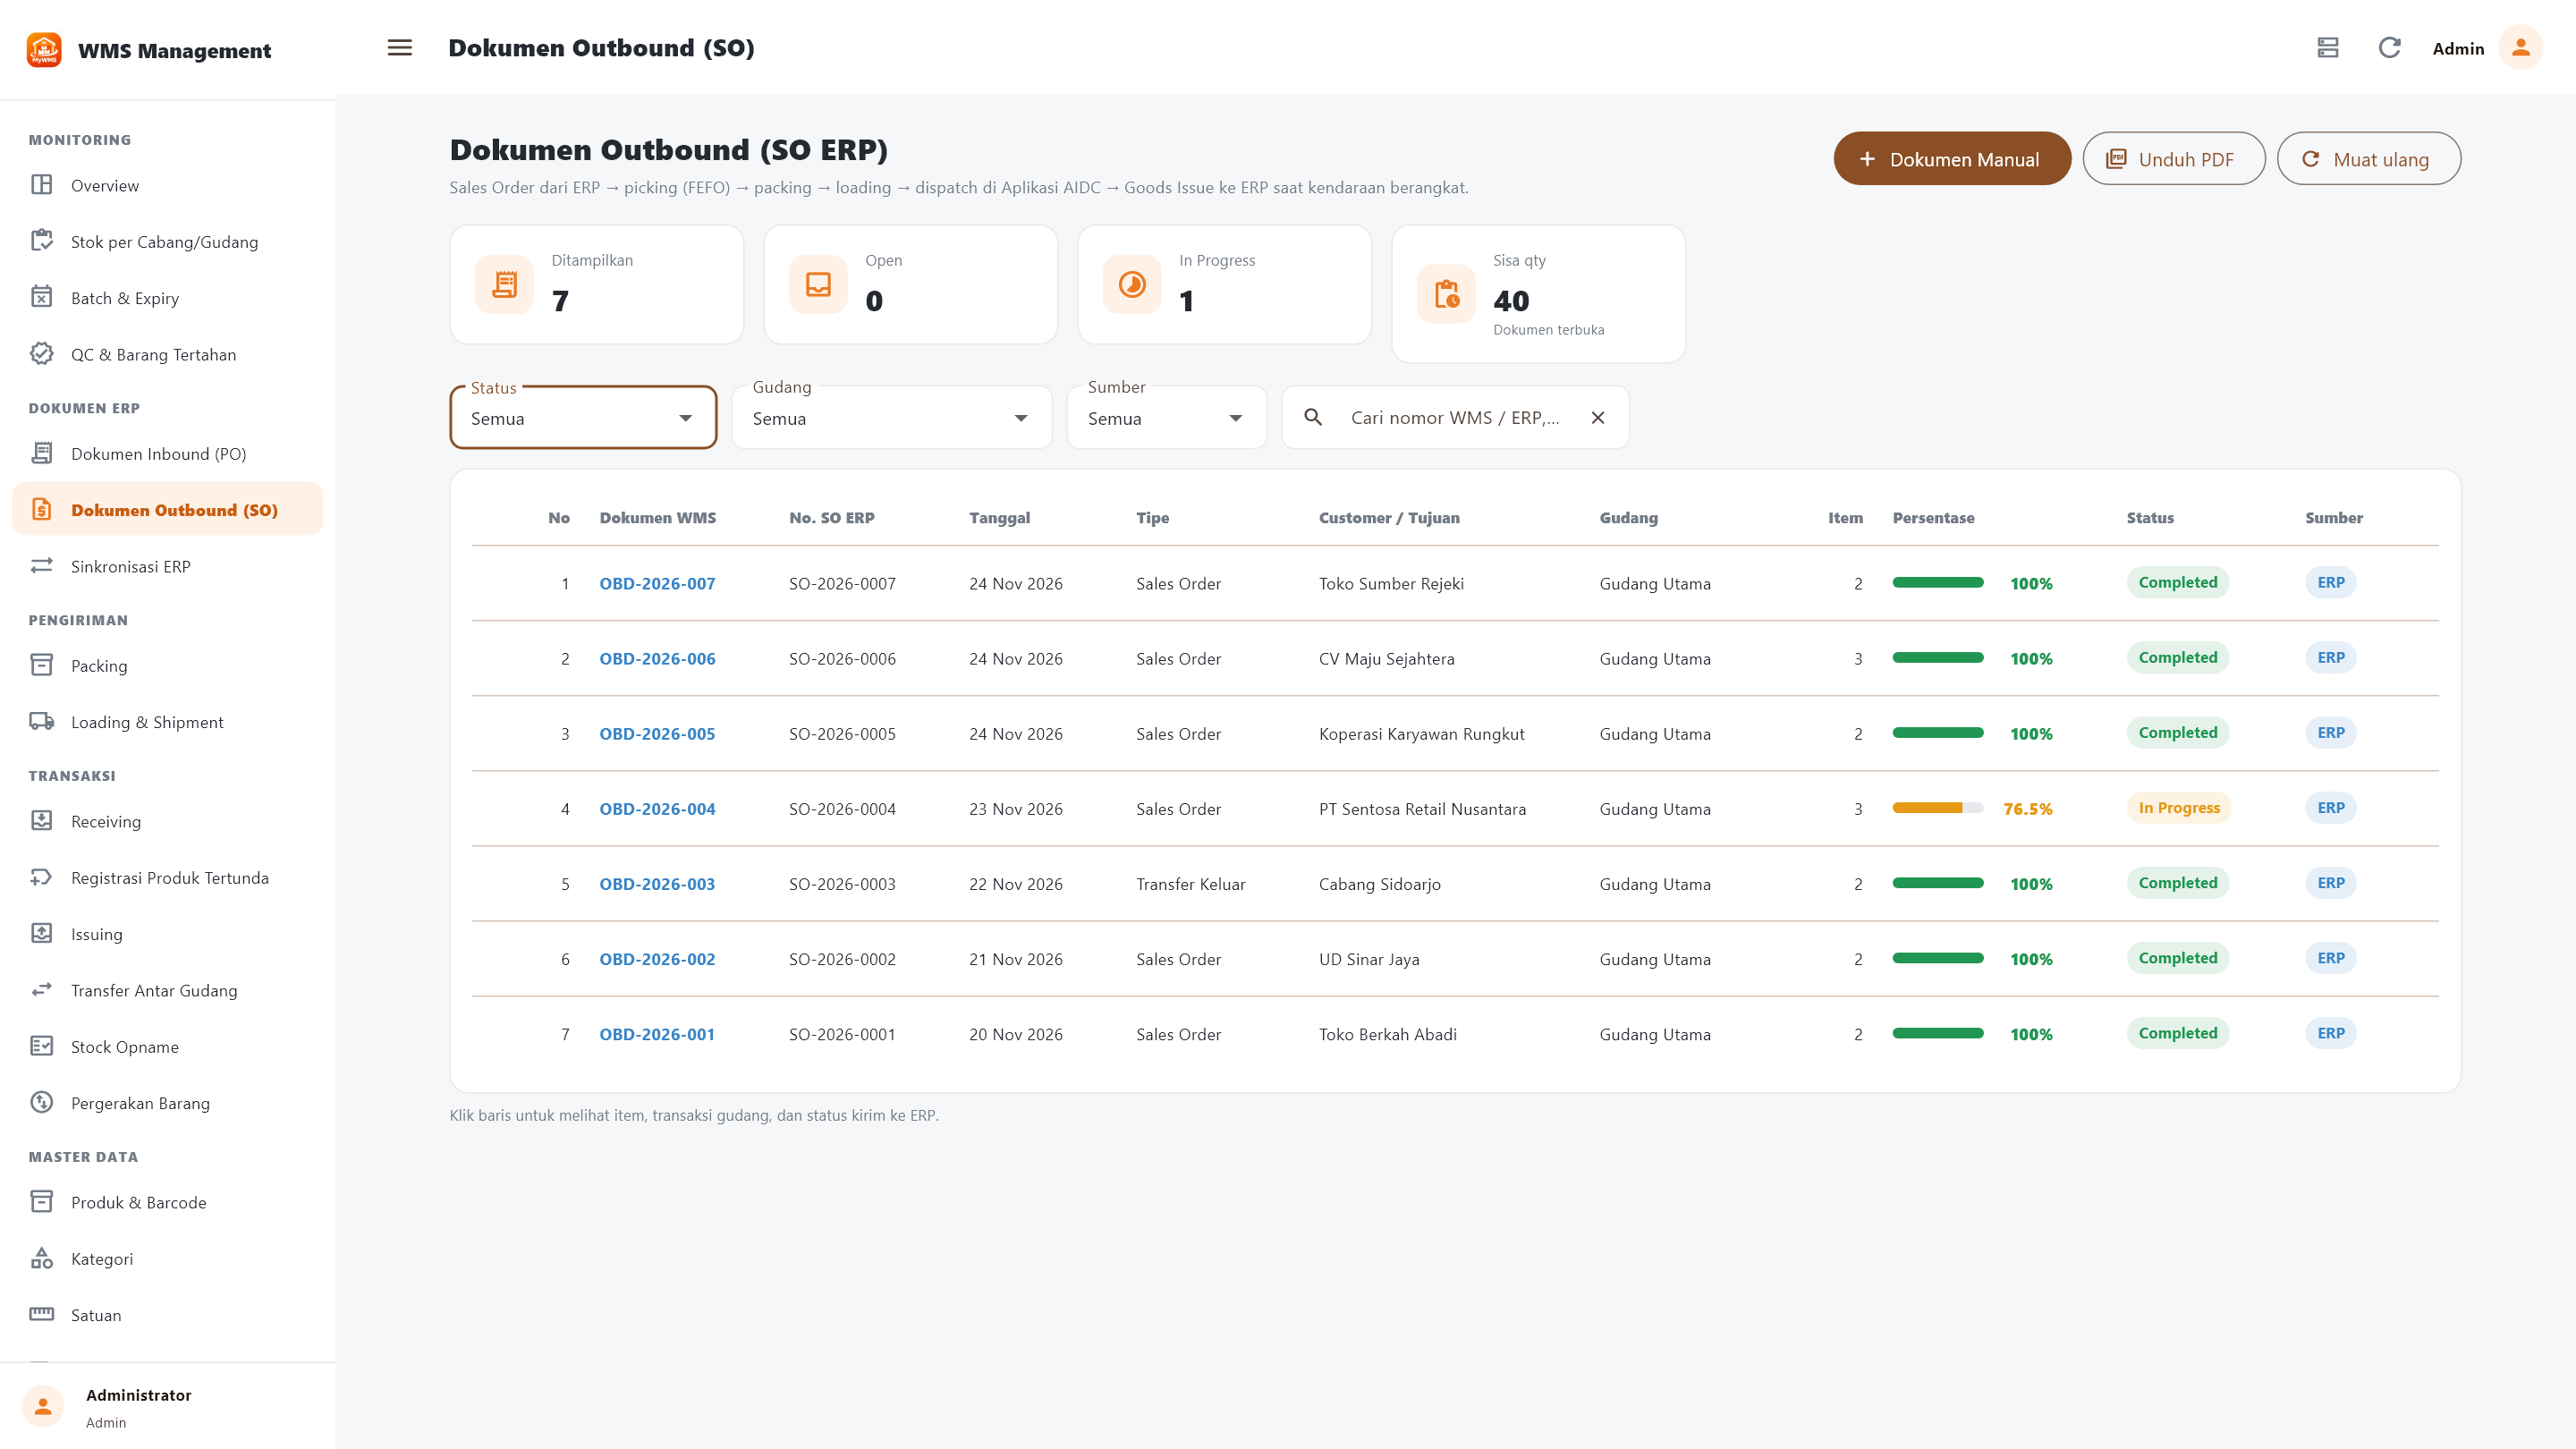 MyWMS
WMS Management
Dokumen Outbound (SO)
Admin
MONITORING
Overview
Stok per Cabang/Gudang
Batch & Expiry
QC & Barang Tertahan
DOKUMEN ERP
Dokumen Inbound (PO)
Dokumen Outbound (SO)
Sinkronisasi ERP
PENGIRIMAN
Packing
Loading & Shipment
TRANSAKSI
Receiving
Registrasi Produk Tertunda
Issuing
Transfer Antar Gudang
Stock Opname
Pergerakan Barang
MASTER DATA
Produk & Barcode
Kategori
Satuan
Administrator
Admin
Dokumen Outbound (SO ERP)
Sales Order dari ERP → picking (FEFO) → packing → loading → dispatch di Aplikasi AIDC → Goods Issue ke ERP saat kendaraan berangkat.
+ Dokumen Manual
PDF Unduh PDF
Muat ulang
Ditampilkan
7
Open
0
In Progress
1
Sisa qty
40
Dokumen terbuka
Status
Semua
Gudang
Semua
Sumber
Semua
Cari nomor WMS / ERP,...
No Dokumen WMS No. SO ERP Tanggal Tipe Customer / Tujuan Gudang Item Persentase Status Sumber
1 OBD-2026-007 SO-2026-0007 24 Nov 2026 Sales Order Toko Sumber Rejeki Gudang Utama 2 100% Completed ERP
2 OBD-2026-006 SO-2026-0006 24 Nov 2026 Sales Order CV Maju Sejahtera Gudang Utama 3 100% Completed ERP
3 OBD-2026-005 SO-2026-0005 24 Nov 2026 Sales Order Koperasi Karyawan Rungkut Gudang Utama 2 100% Completed ERP
4 OBD-2026-004 SO-2026-0004 23 Nov 2026 Sales Order PT Sentosa Retail Nusantara Gudang Utama 3 76.5% In Progress ERP
5 OBD-2026-003 SO-2026-0003 22 Nov 2026 Transfer Keluar Cabang Sidoarjo Gudang Utama 2 100% Completed ERP
6 OBD-2026-002 SO-2026-0002 21 Nov 2026 Sales Order UD Sinar Jaya Gudang Utama 2 100% Completed ERP
7 OBD-2026-001 SO-2026-0001 20 Nov 2026 Sales Order Toko Berkah Abadi Gudang Utama 2 100% Completed ERP
Klik baris untuk melihat item, transaksi gudang, dan status kirim ke ERP.